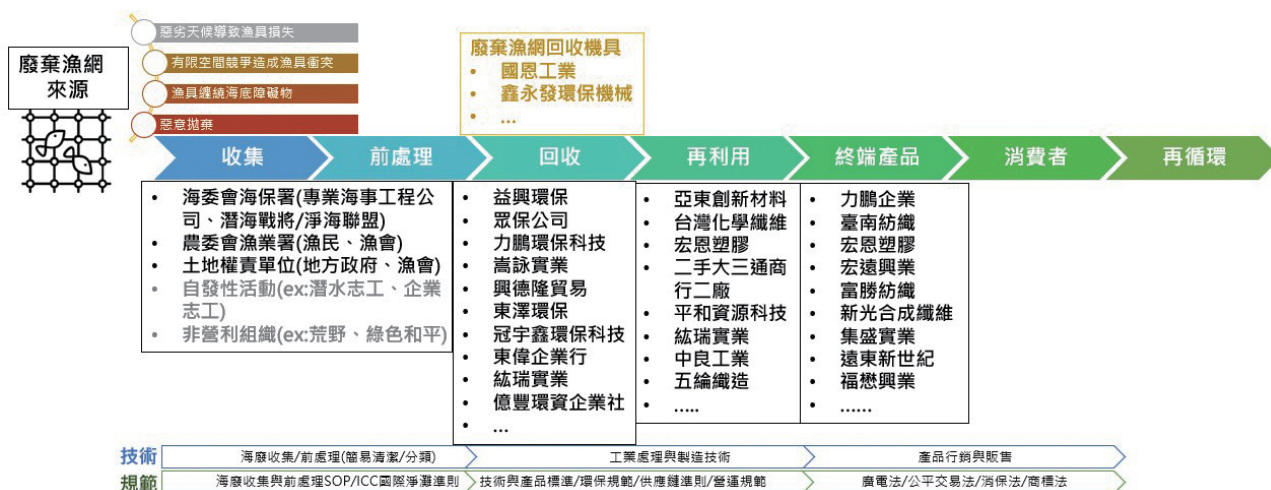 惡劣天候導致漁具損失
有限空間競爭造成漁具衝突
漁具纏繞海底障礙物
惡意拋棄
廢棄漁網
來源
廢棄漁網回收機具
• 國恩工業
• 鑫永發環保機械
• ...
收集
前處理
回收
再利用
終端產品
消費者
再循環
• 海委會海保署(專業海事工程公
司、潛海戰將/淨海聯盟)
• 農委會漁業署(漁民、漁會)
• 土地權責單位(地方政府、漁會)
• 自發性活動(ex:潛水志工、企業
志工)
• 非營利組織(ex:荒野、綠色和平)
• 益興環保
• 眾保公司
• 力鵬環保科技
• 嵩詠實業
• 興德隆貿易
• 東澤環保
• 冠宇鑫環保科技
• 東偉企業行
• 紘瑞實業
• 億豐環資企業社
• ...
• 亞東創新材料
• 台灣化學纖維
• 宏恩塑膠
• 二手大三通商
行二廠
• 平和資源科技
• 紘瑞實業
• 中良工業
• 五綸織造
• .....
• 力鵬企業
• 臺南紡織
• 宏恩塑膠
• 宏遠興業
• 富勝紡織
• 新光合成纖維
• 集盛實業
• 遠東新世紀
• 福懋興業
• ......
技術
海廢收集/前處理(簡易清潔/分類)
工業處理與製造技術
產品行銷與販售
規範
海廢收集與前處理SOP/ICC國際淨灘準則
技術與產品標準/環保規範/供應鏈準則/營運規範
廣電法/公平交易法/消保法/商標法